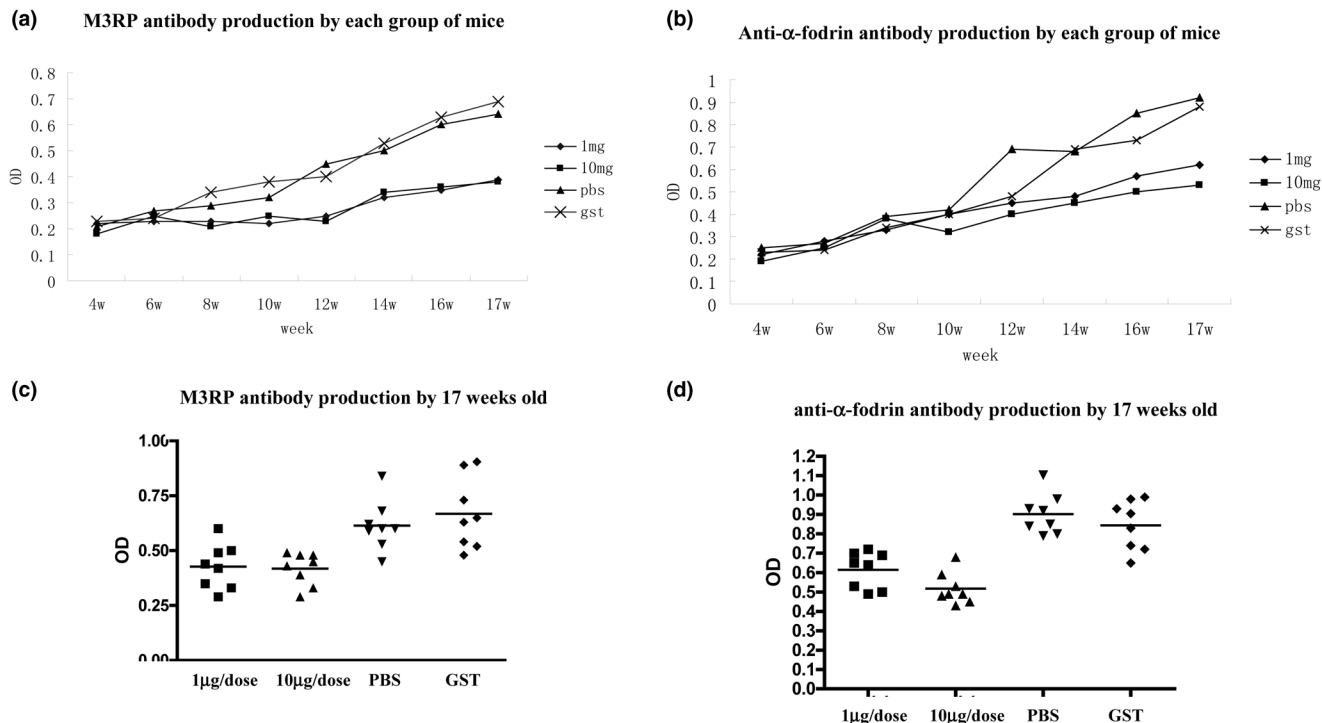 (a)
M3RP antibody production by each group of mice
0.8
0.7
0.6
0.5
0.4
0.3
0.2
0.1
0
OD
4w 6w 8w 10w 12w 14w 16w 17w
week
1mg
10mg
pbs
gst
(b)
Anti-α-fodrin antibody production by each group of mice
1
0.9
0.8
0.7
0.6
0.5
0.4
0.3
0.2
0.1
0
OD
4w 6w 8w 10w 12w 14w 16w 17w
week
1mg
10mg
pbs
gst
(c)
M3RP antibody production by 17 weeks old
1.00
0.75
0.50
0.25
0.00
OD
1μg/dose 10μg/dose PBS GST
(d)
anti-α-fodrin antibody production by 17 weeks old
1.2
1.1
1.0
0.9
0.8
0.7
0.6
0.5
0.4
0.3
0.2
0.1
0.0
OD
1μg/dose 10μg/dose PBS GST